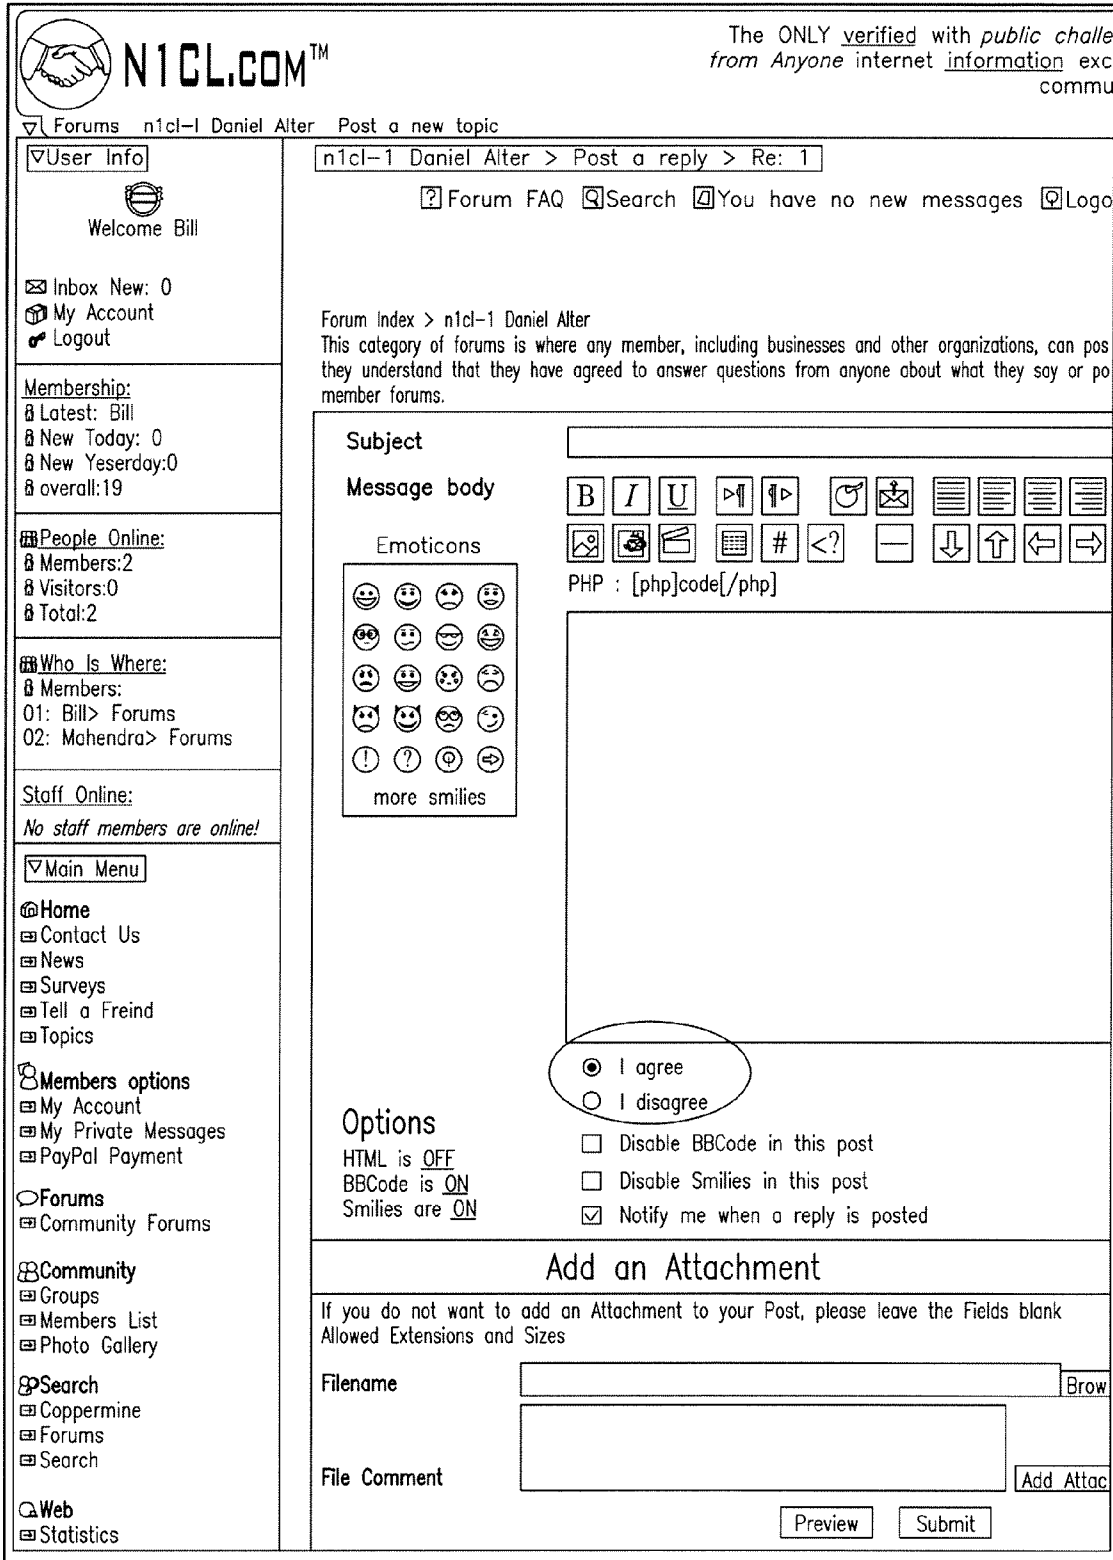 N1CL.COM™
The ONLY verified with public challe
from Anyone internet information exc
commu
Forums n1cl-1 Daniel Alter Post a new topic
User Info
Welcome Bill
Inbox New: 0
My Account
Logout
Membership:
Latest: Bill
New Today: 0
New Yeserday:0
overall:19
People Online:
Members:2
Visitors:0
Total:2
Who Is Where:
Members:
01: Bill> Forums
02: Mahendra> Forums
Staff Online:
No staff members are online!
Main Menu
Home
Contact Us
News
Surveys
Tell a Freind
Topics
Members options
My Account
My Private Messages
PayPal Payment
Forums
Community Forums
Community
Groups
Members List
Photo Gallery
Search
Coppermine
Forums
Search
Web
Statistics
n1cl-1 Daniel Alter > Post a reply > Re: 1
? Forum FAQ Search You have no new messages Logo
Forum Index > n1cl-1 Daniel Alter
This category of forums is where any member, including businesses and other organizations, can pos
they understand that they have agreed to answer questions from anyone about what they say or po
member forums.
Subject
Message body
B I U
# <?
PHP : [php]code[/php]
Emoticons
! ?
more smilies
I agree
I disagree
Options
HTML is OFF
BBCode is ON
Smilies are ON
Disable BBCode in this post
Disable Smilies in this post
Notify me when a reply is posted
Add an Attachment
If you do not want to add an Attachment to your Post, please leave the Fields blank
Allowed Extensions and Sizes
Filename
Brow
File Comment
Add Attac
Preview Submit